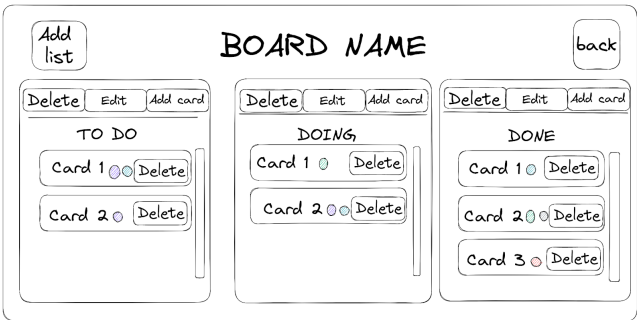 Add list
BOARD NAME
back
Delete Edit Add card
TO DO
Card 1 Delete
Card 2 Delete
Delete Edit Add card
DOING
Card 1 Delete
Card 2 Delete
Delete Edit Add card
DONE
Card 1 Delete
Card 2 Delete
Card 3 Delete